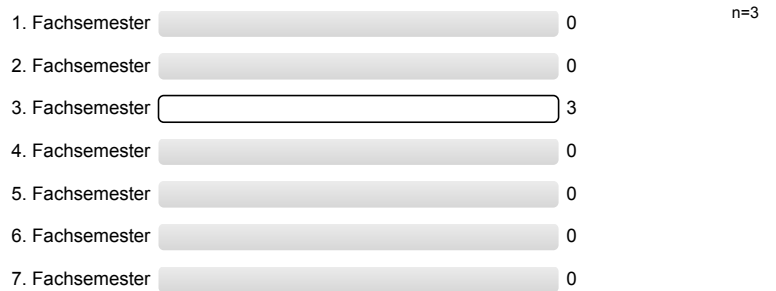 1. Fachsemester 0 n=3
2. Fachsemester 0
3. Fachsemester 3
4. Fachsemester 0
5. Fachsemester 0
6. Fachsemester 0
7. Fachsemester 0